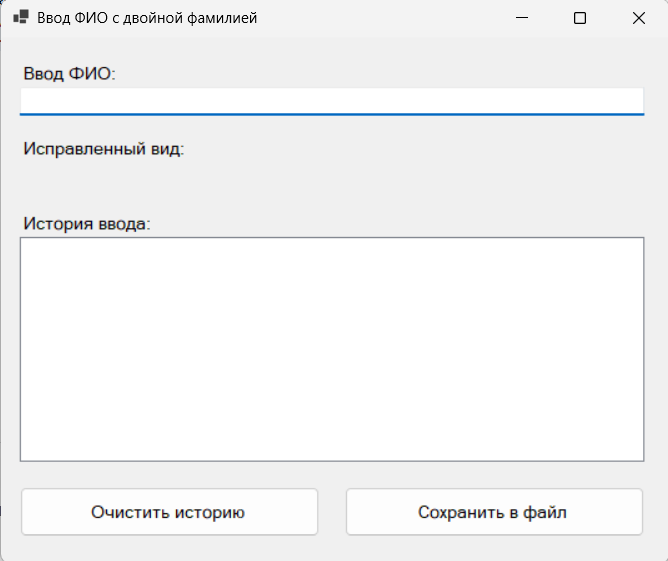 Ввод ФИО с двойной фамилией
Ввод ФИО:
Исправленный вид:
История ввода:
Очистить историю
Сохранить в файл